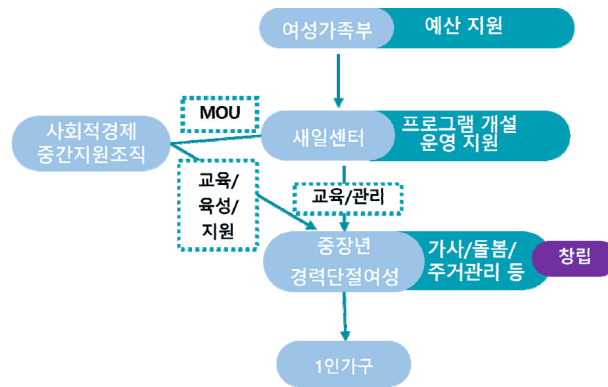 여성가족부
예산 지원
MOU
사회적경제
중간지원조직
새일센터
프로그램 개설
운영 지원
교육/
육성/
지원
교육/관리
중장년
경력단절여성
가사/돌봄/
주거관리 등
창립
1인가구